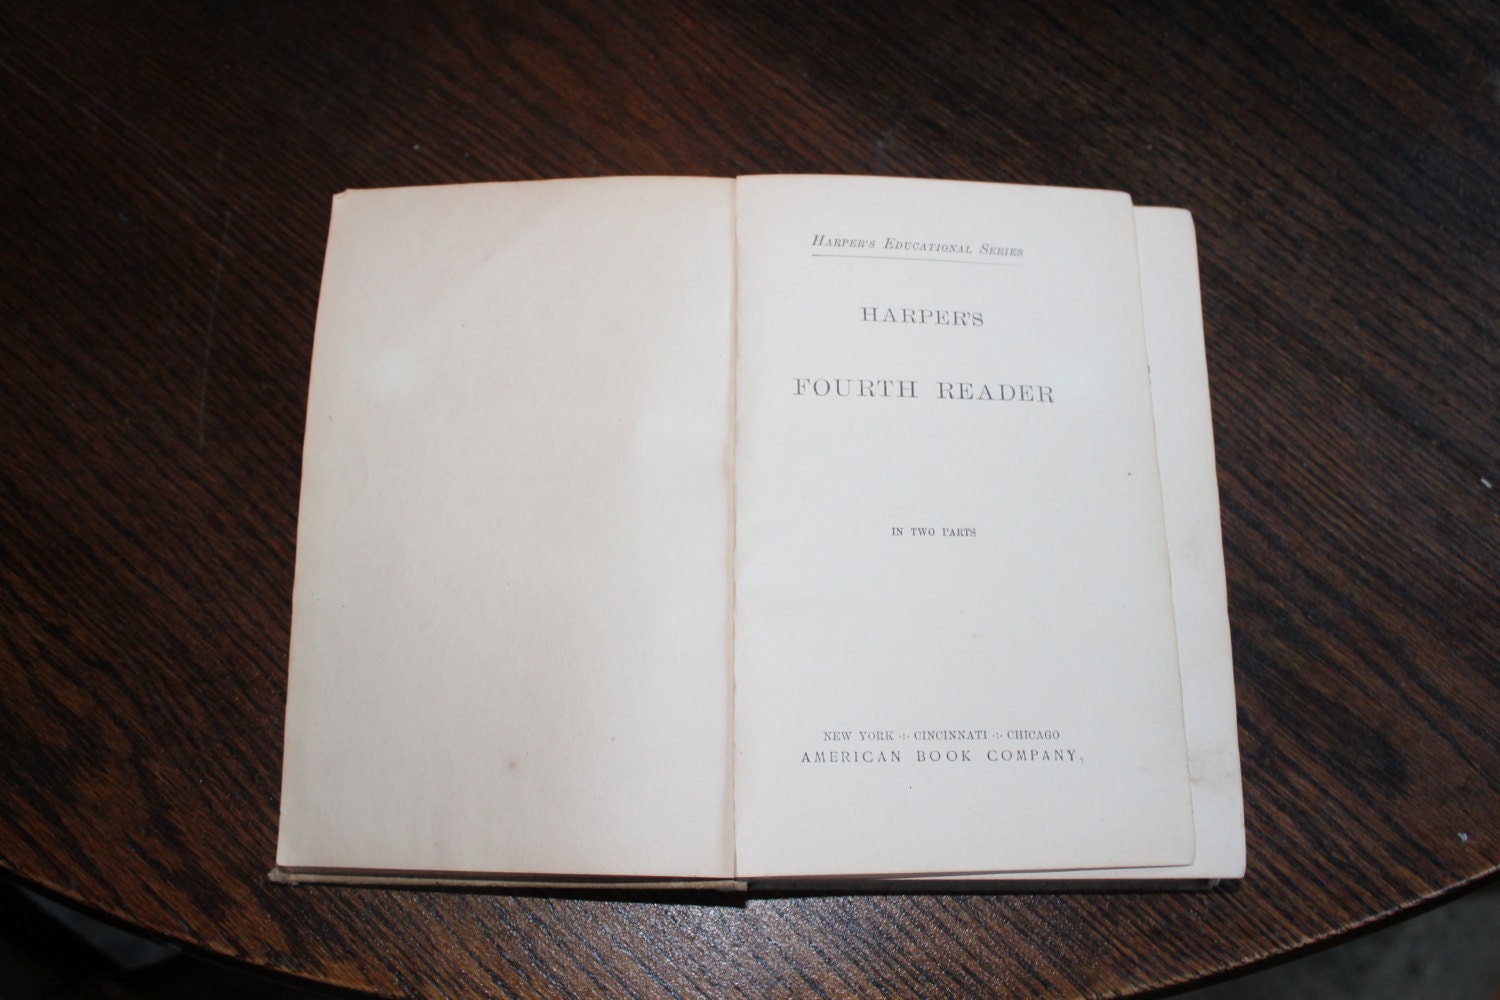 Harper's Educational Series
HARPER'S
FOURTH READER
IN TWO PARTS
NEW YORK ·:· CINCINNATI ·:· CHICAGO
AMERICAN BOOK COMPANY,